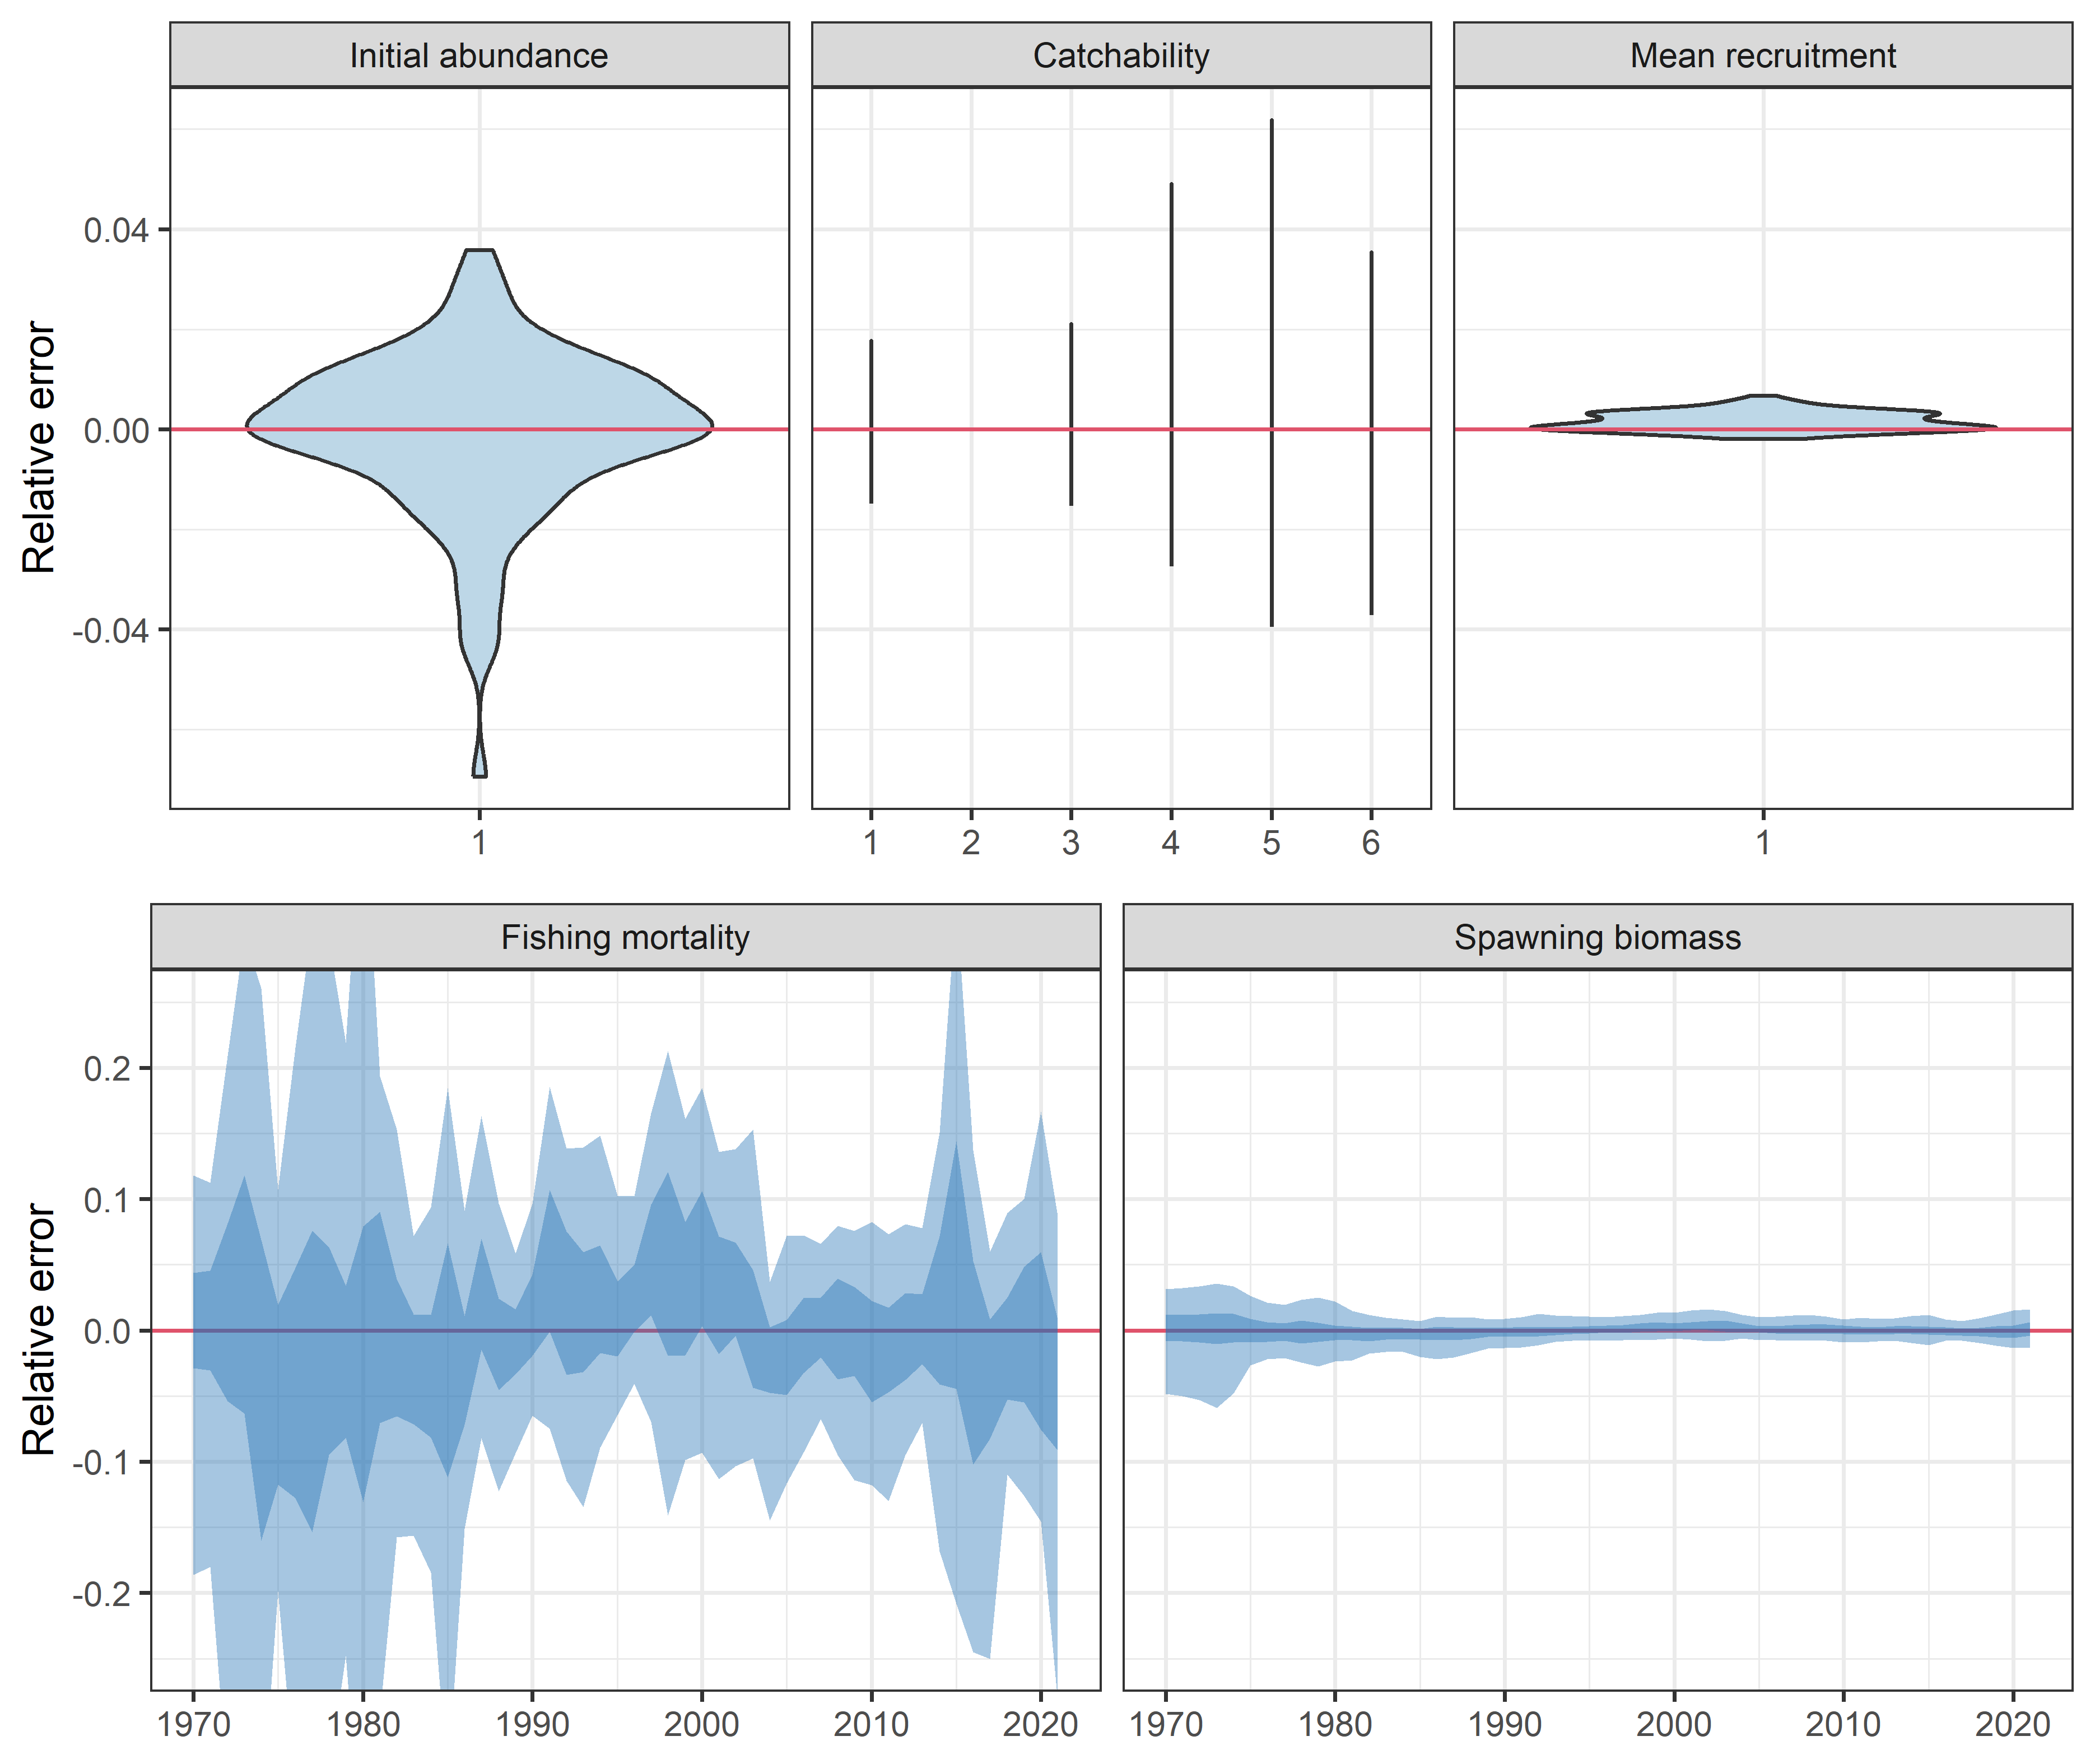 Initial abundance
Catchability
Mean recruitment
Relative error
0.04
0.00
-0.04
1
1 2 3 4 5 6
1
Fishing mortality
Spawning biomass
Relative error
0.2
0.1
0.0
-0.1
-0.2
1970 1980 1990 2000 2010 2020
1970 1980 1990 2000 2010 2020